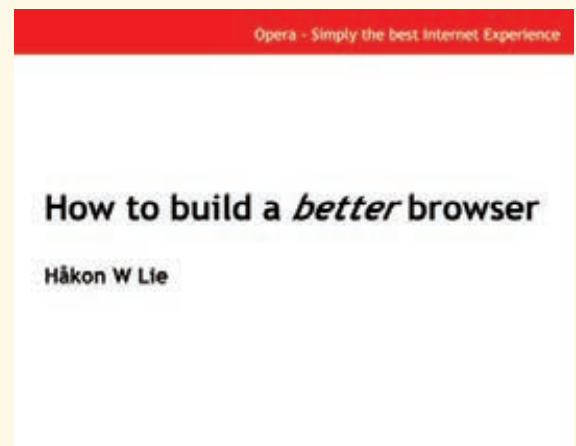 Opera - Simply the best Internet Experience
How to build a better browser
Håkon W Lie